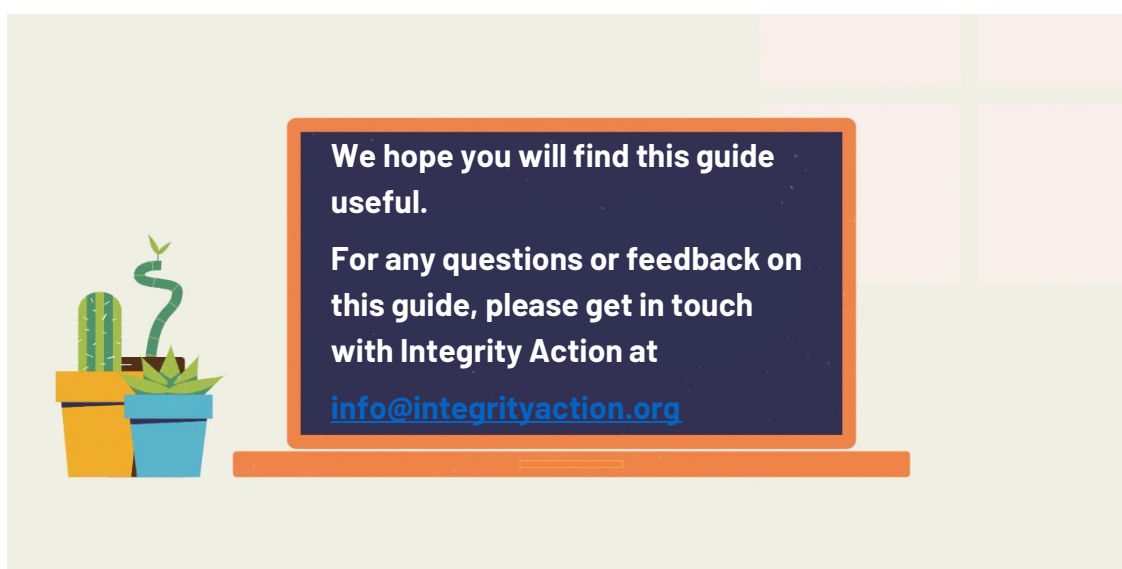 We hope you will find this guide
useful.
For any questions or feedback on
this guide, please get in touch
with Integrity Action at
info@integrityaction.org